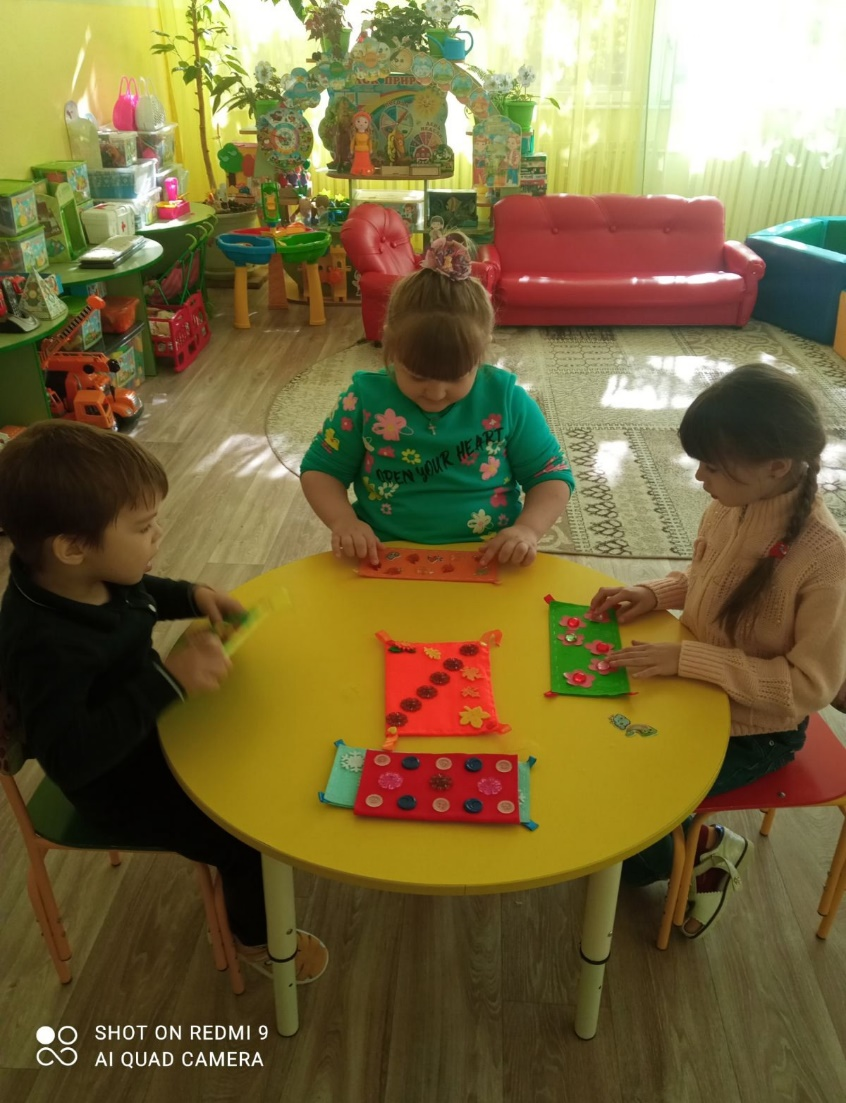 OPEN YOUR HEART
SHOT ON REDMI 9
AI QUAD CAMERA